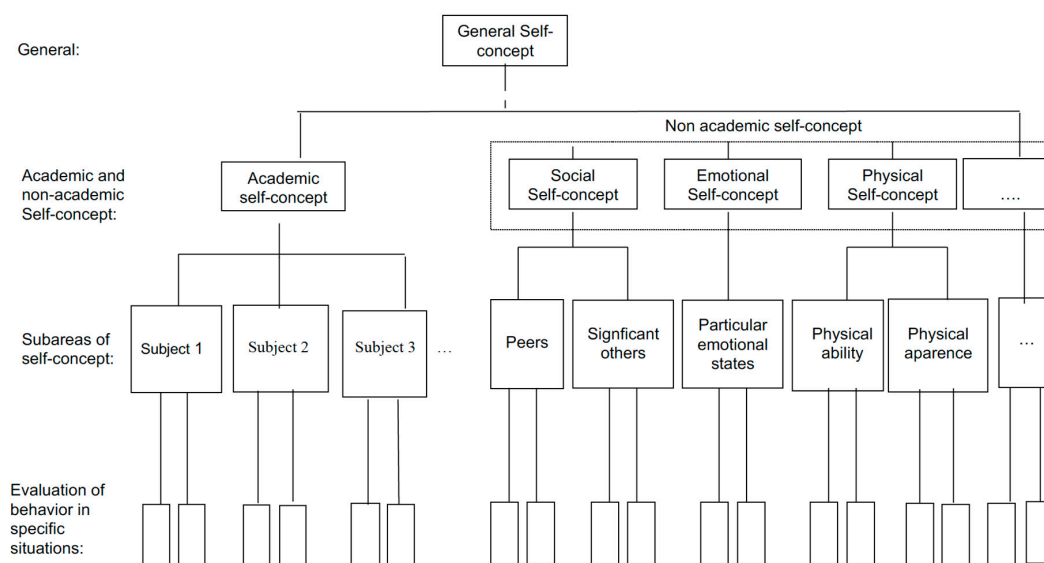 General Self-
concept
General:
Non academic self-concept
Academic and
non-academic
Self-concept:
Academic
self-concept
Social
Self-concept
Emotional
Self-concept
Physical
Self-concept
....
Subareas of
self-concept:
Subject 1
Subject 2
Subject 3
...
Peers
Signficant
others
Particular
emotional
states
Physical
ability
Physical
aparence
...
Evaluation of
behavior in
specific
situations: